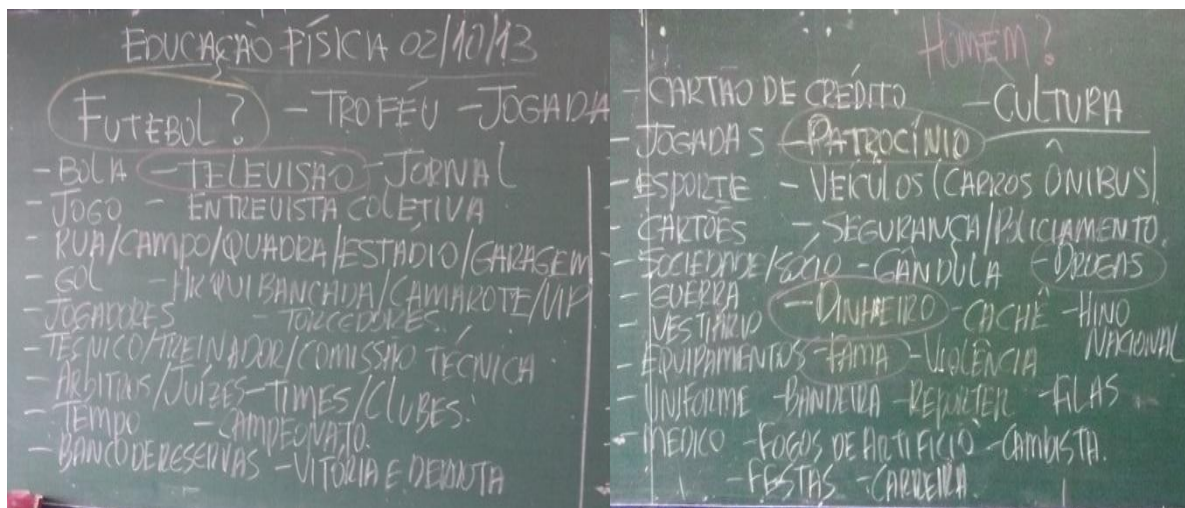 EDUCAÇÃO FÍSICA 02/10/13
FUTEBOL? - TROFÉU - JOGADA
- BOLA - TELEVISÃO - JORNAL
- JOGO - ENTREVISTA COLETIVA
- RUA/CAMPO/QUADRA/ESTÁDIO/GARAGEM
- GOL - ARQUIBANCADA/CAMAROTE/VIP
- JOGADORES - TORCEDORES.
- TÉCNICO/TREINADOR/COMISSÃO TÉCNICA
- ÁRBITROS/JUÍZES - TIMES/CLUBES.
- TEMPO - CAMPEONATO.
- BANCO DE RESERVAS - VITÓRIA E DERROTA
HOMEM?
- CARTÃO DE CRÉDITO - CULTURA
- JOGADAS - PATROCÍNIO
- ESPORTE - VEÍCULOS (CARROS ÔNIBUS)
- CARTÕES - SEGURANÇA/POLICIAMENTO.
- SOCIEDADE/SÓCIO - GÂNDULA - DROGAS
- GUERRA - DINHEIRO - CACHÊ - HINO NACIONAL
- VESTIÁRIO
- EQUIPAMENTOS - FAMA - VIOLÊNCIA
- UNIFORME - BANDEIRA - REPÓRTER - FILAS
- MÉDICO - FOGOS DE ARTIFÍCIO - CAMBISTA.
- FESTAS - CARREIRA.